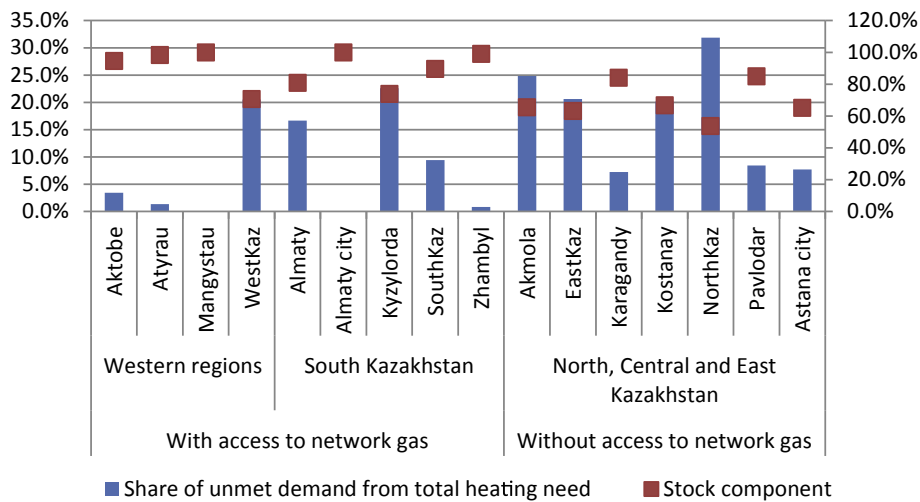 35.0% 120.0%
30.0% 100.0%
25.0% 80.0%
20.0%
15.0% 60.0%
10.0% 40.0%
5.0% 20.0%
0.0% 0.0%
Aktobe
Atyrau
Mangystau
WestKaz
Almaty
Almaty city
Kyzylorda
SouthKaz
Zhambyl
Akmola
EastKaz
Karagandy
Kostanay
NorthKaz
Pavlodar
Astana city
Western regions South Kazakhstan North, Central and East
Kazakhstan
With access to network gas Without access to network gas
Share of unmet demand from total heating need Stock component